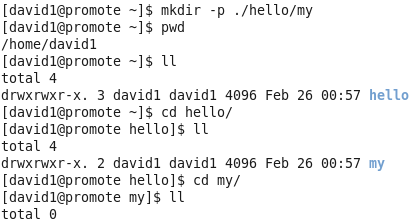 [david1@promote ~]$ mkdir -p ./hello/my
[david1@promote ~]$ pwd
/home/david1
[david1@promote ~]$ ll
total 4
drwxrwxr-x. 3 david1 david1 4096 Feb 26 00:57 hello
[david1@promote ~]$ cd hello/
[david1@promote hello]$ ll
total 4
drwxrwxr-x. 2 david1 david1 4096 Feb 26 00:57 my
[david1@promote hello]$ cd my/
[david1@promote my]$ ll
total 0